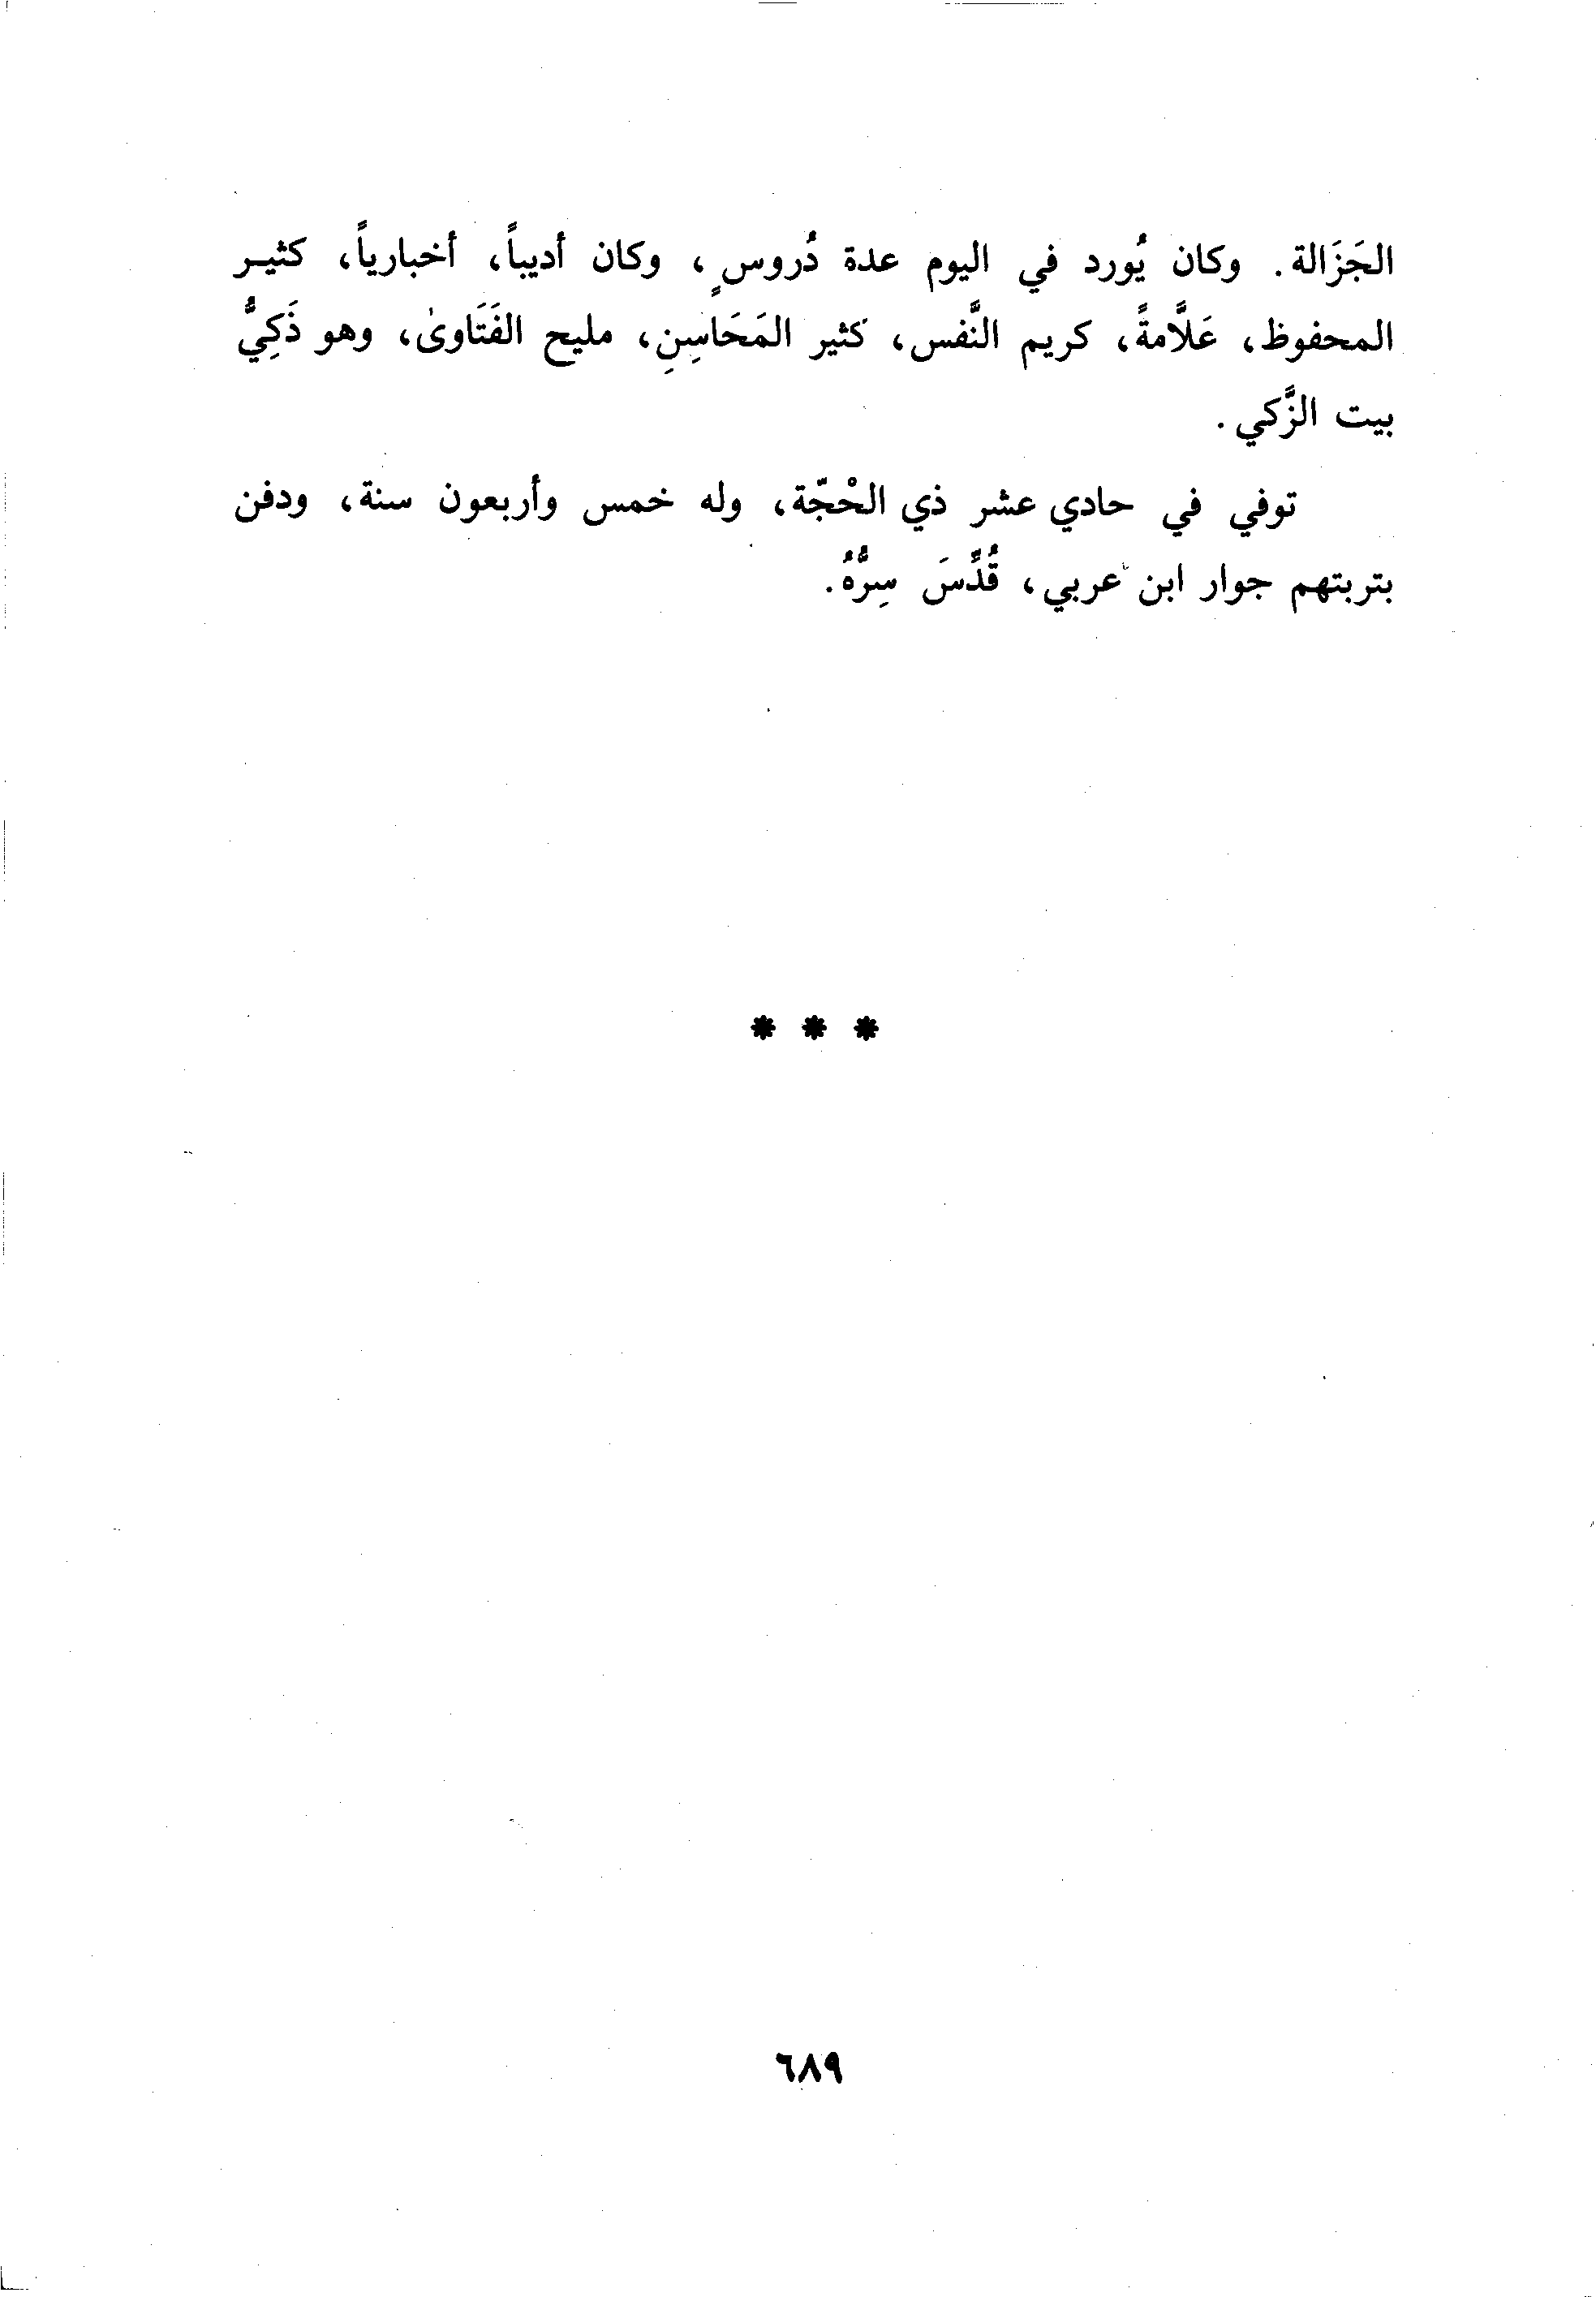 الجَزَالة. وكان يُورد في اليوم عدة دُروسٍ، وكان أديباً، أخبارياً، كثيـر
المحفوظ، عَلاَّمةً، كريم النَّفس، كثير المَحَاسِنِ، مليح الفَتَاوىٰ، وهو ذَكِيُّ
بيت الزَّكي.
توفي في حادي عشر ذي الحْجّة، وله خمس وأربعون سنة، ودفن
بتربتهم جوار ابن عربي، قُدِّسَ سِرُّهُ.
* * *
٦٨٩